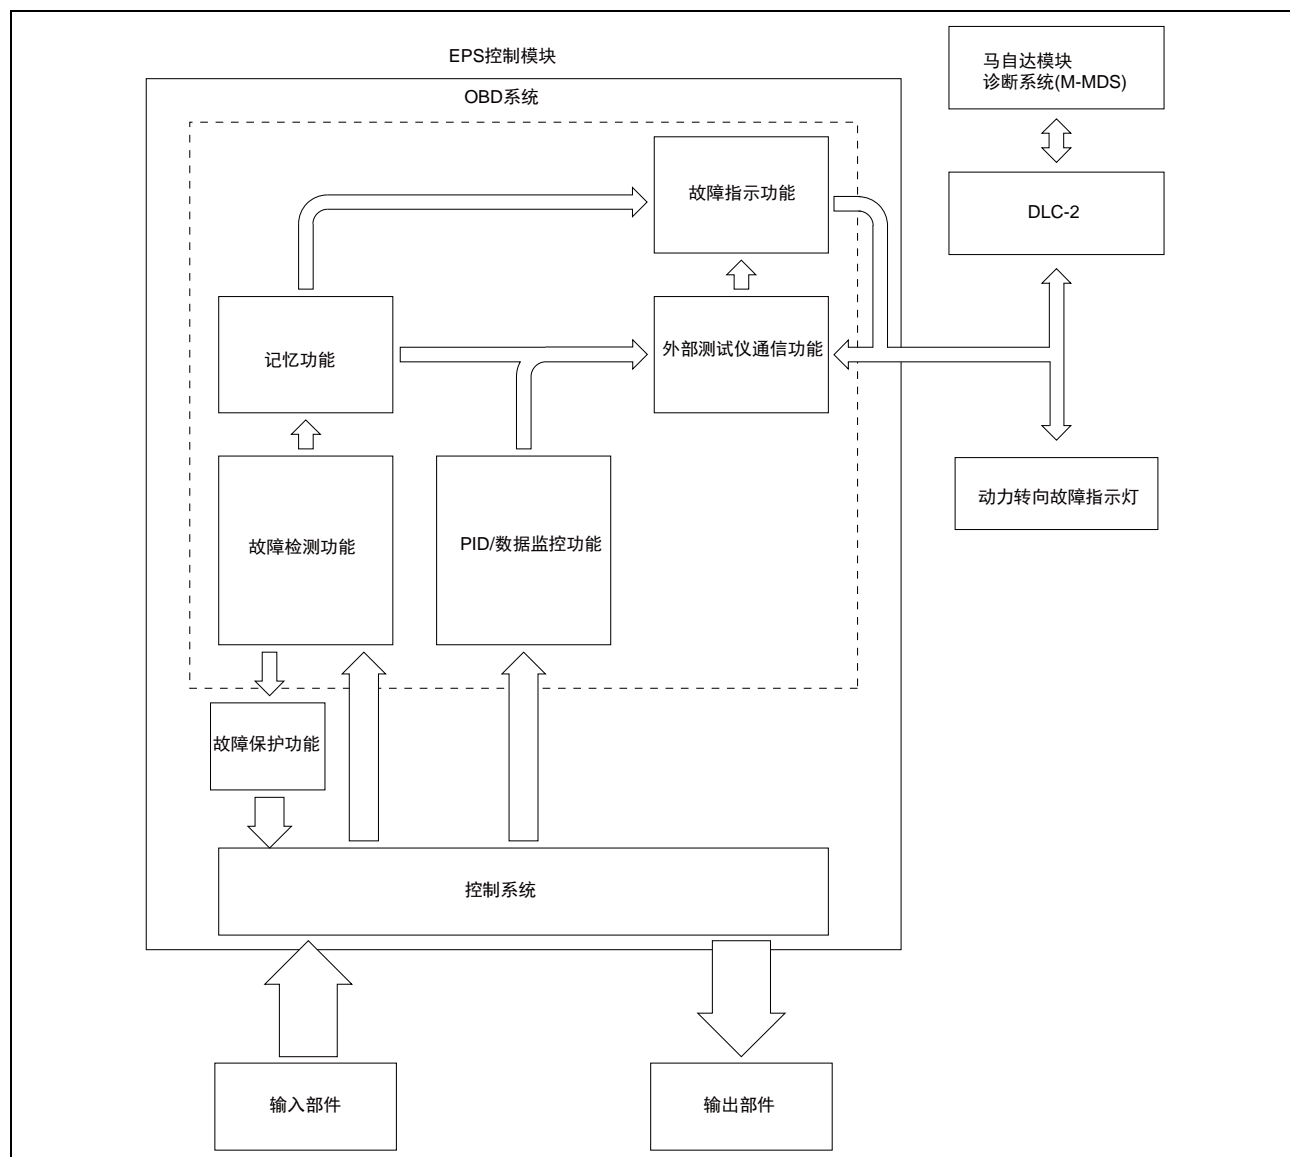 EPS控制模块
OBD系统
马自达模块
诊断系统(M-MDS)
故障指示功能
DLC-2
记忆功能
外部测试仪通信功能
故障检测功能
PID/数据监控功能
动力转向故障指示灯
故障保护功能
控制系统
输入部件
输出部件